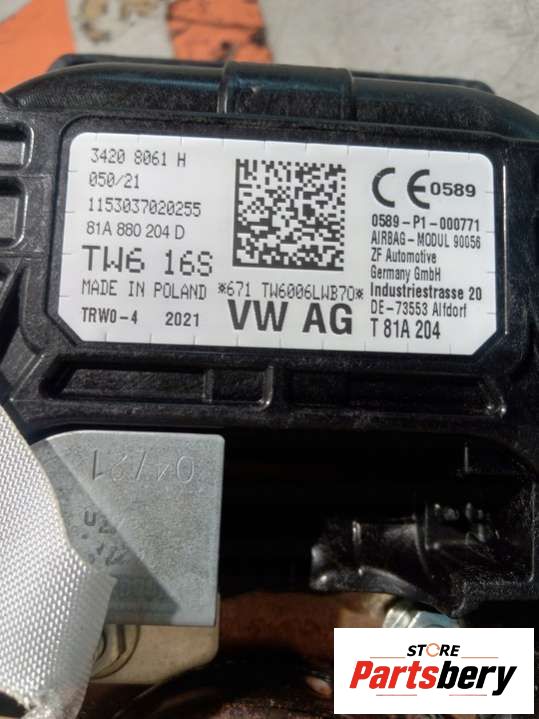 3420 8061 H
050/21
1153037020255
81A 880 204 D
TW6 16S
MADE IN POLAND
*671 TW6006LWB70*
TRW0-4 2021
VW AG
CE 0589
0589-P1-000771
AIRBAG-MODUL 90056
ZF Automotive
Germany GmbH
Industriestrasse 20
DE-73553 Alfdorf
T 81A 204
04/21
STORE
Partsbery